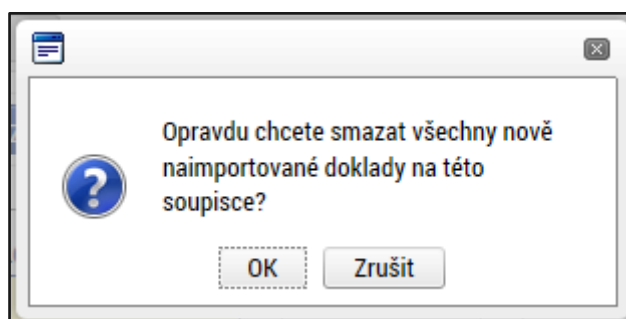 Opravdu chcete smazat všechny nově
naimportované doklady na této
soupisce?
OK
Zrušit